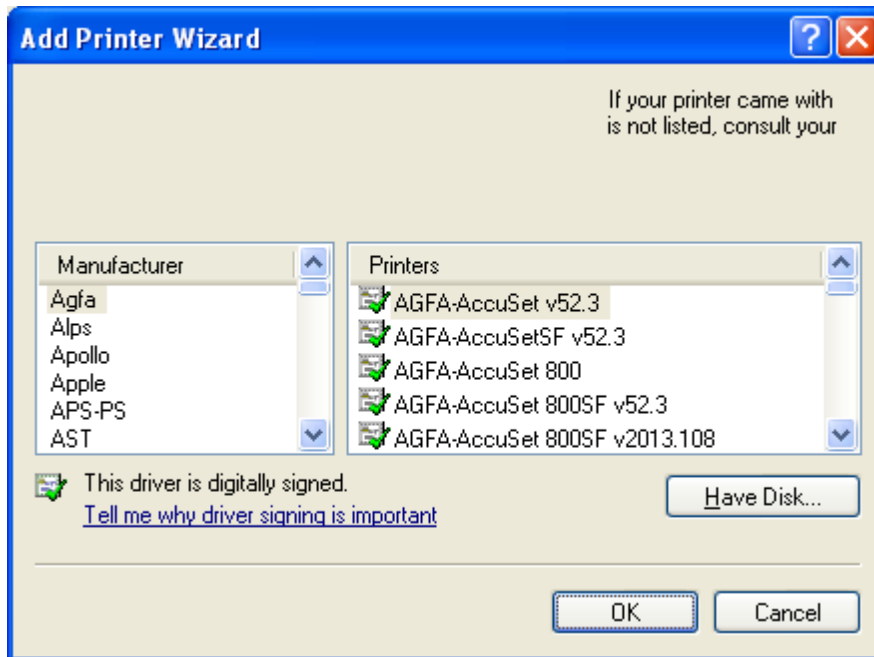 Add Printer Wizard
If your printer came with
is not listed, consult your
Manufacturer
Agfa
Alps
Apollo
Apple
APS-PS
AST
Printers
AGFA-AccuSet v52.3
AGFA-AccuSetSF v52.3
AGFA-AccuSet 800
AGFA-AccuSet 800SF v52.3
AGFA-AccuSet 800SF v2013.108
This driver is digitally signed.
Tell me why driver signing is important
Have Disk...
OK
Cancel